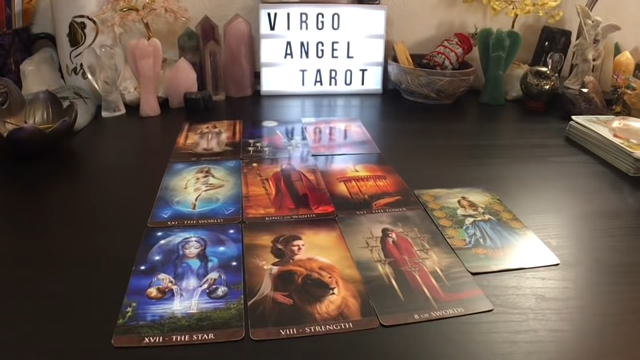 VIRGO
ANGEL
TAROT
XXI - THE WORLD
KING OF WANDS
XVI - THE TOWER
XVII - THE STAR
VIII - STRENGTH
8 OF SWORDS